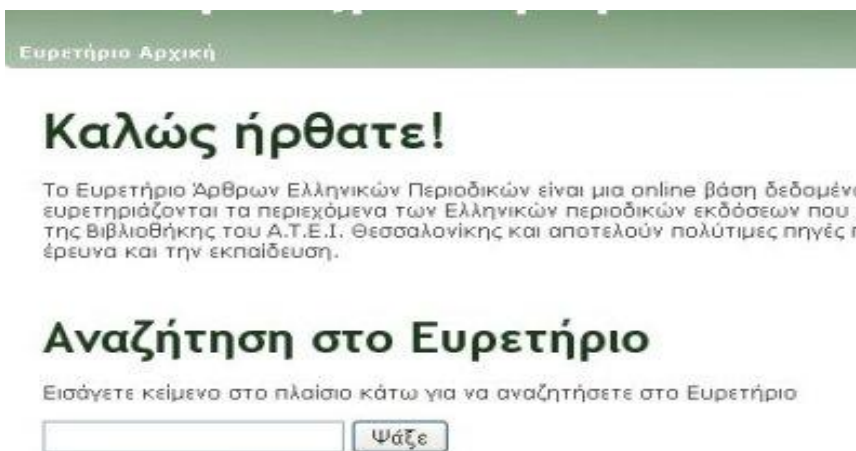 Ευρετήριο Αρχική
Καλώς ήρθατε!
Το Ευρετήριο Άρθρων Ελληνικών Περιοδικών είναι μια online βάση δεδομένω
ευρετηριάζονται τα περιεχόμενα των Ελληνικών περιοδικών εκδόσεων που
της Βιβλιοθήκης του Α.Τ.Ε.Ι. Θεσσαλονίκης και αποτελούν πολύτιμες πηγές
έρευνα και την εκπαίδευση.
Αναζήτηση στο Ευρετήριο
Εισάγετε κείμενο στο πλαίσιο κάτω για να αναζητήσετε στο Ευρετήριο
Ψάξε